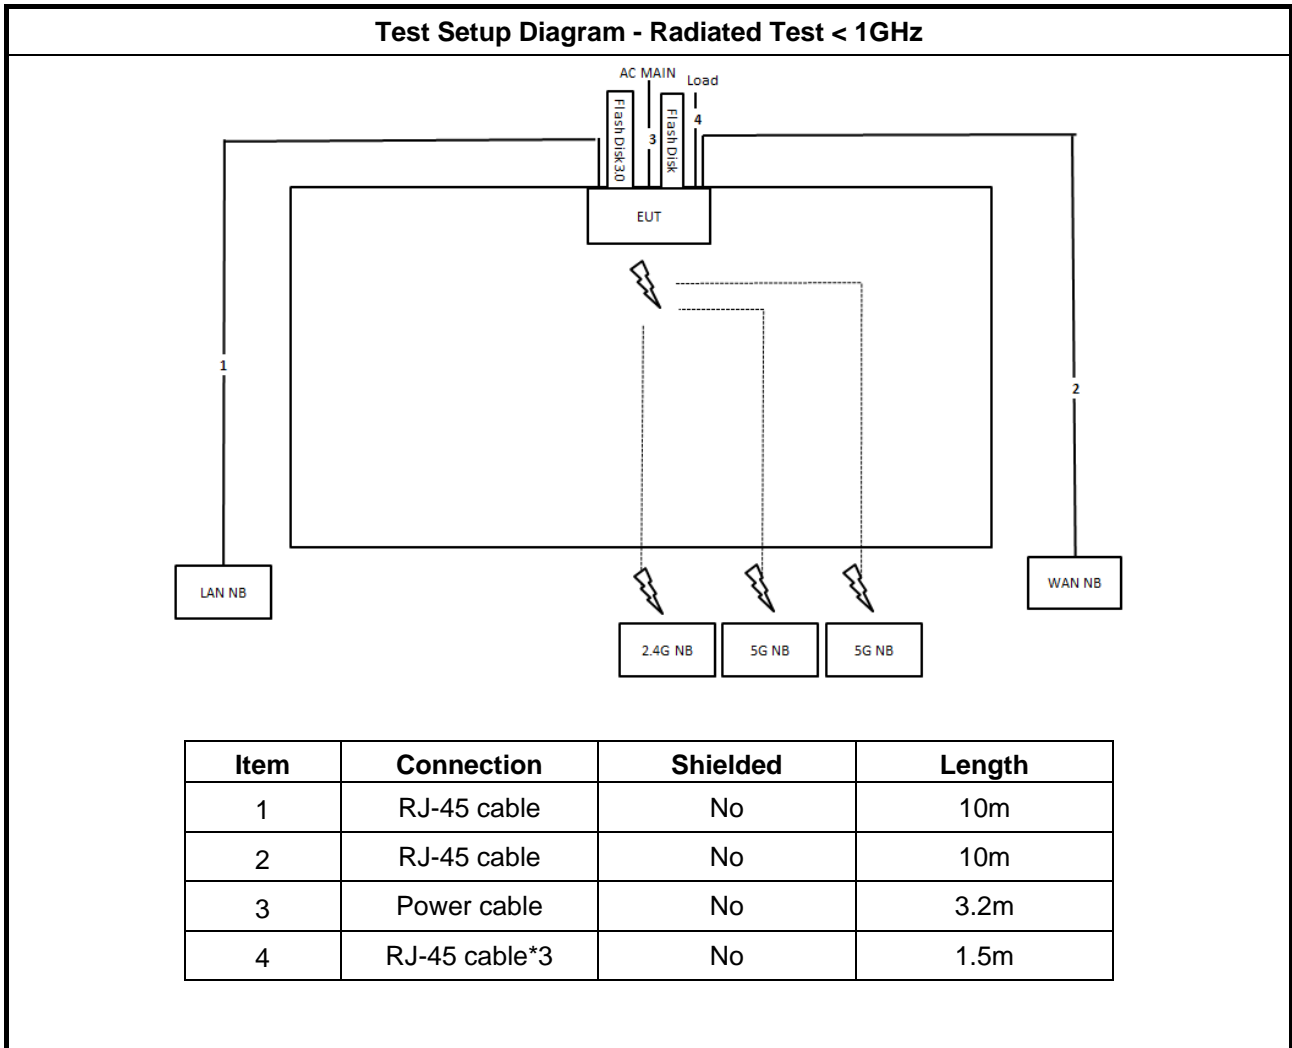 Test Setup Diagram - Radiated Test < 1GHz
AC MAIN
Load
Flash Disk3.0
3
Flash Disk
4
EUT
1
2
LAN NB
WAN NB
2.4G NB
5G NB
5G NB
Item Connection Shielded Length
1 RJ-45 cable No 10m
2 RJ-45 cable No 10m
3 Power cable No 3.2m
4 RJ-45 cable*3 No 1.5m